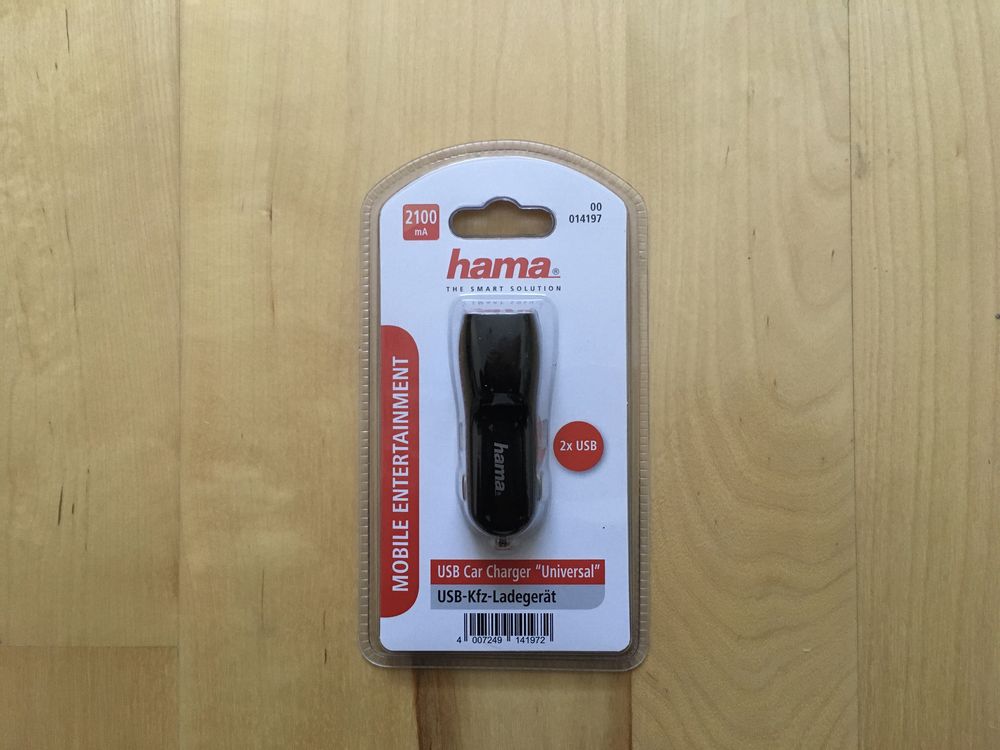 2100
mA
00
014197
hama®
THE SMART SOLUTION
MOBILE ENTERTAINMENT
hama®
2x USB
USB Car Charger "Universal"
USB-Kfz-Ladegerät
4 007249 141972